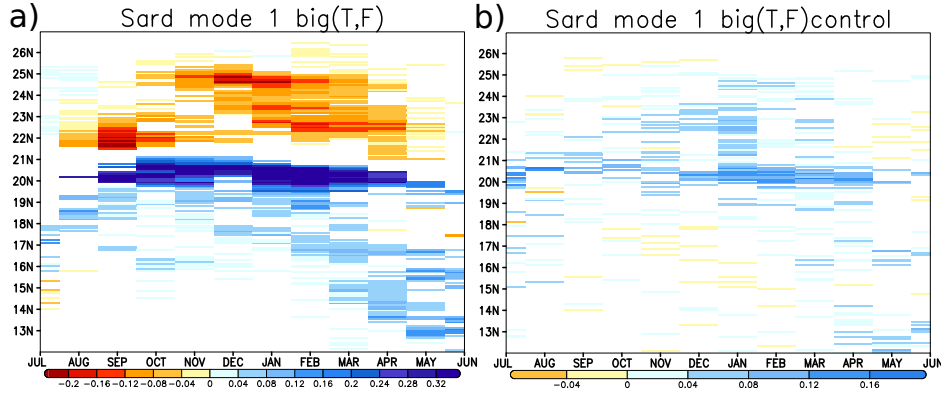 a) Sard mode 1 big(T,F)
26N
25N
24N
23N
22N
21N
20N
19N
18N
17N
16N
15N
14N
13N
JUL AUG SEP OCT NOV DEC JAN FEB MAR APR MAY JUN
-0.2 -0.16 -0.12 -0.08 -0.04 0 0.04 0.08 0.12 0.16 0.2 0.24 0.28 0.32
b) Sard mode 1 big(T,F)control
26N
25N
24N
23N
22N
21N
20N
19N
18N
17N
16N
15N
14N
13N
JUL AUG SEP OCT NOV DEC JAN FEB MAR APR MAY JUN
-0.04 0 0.04 0.08 0.12 0.16